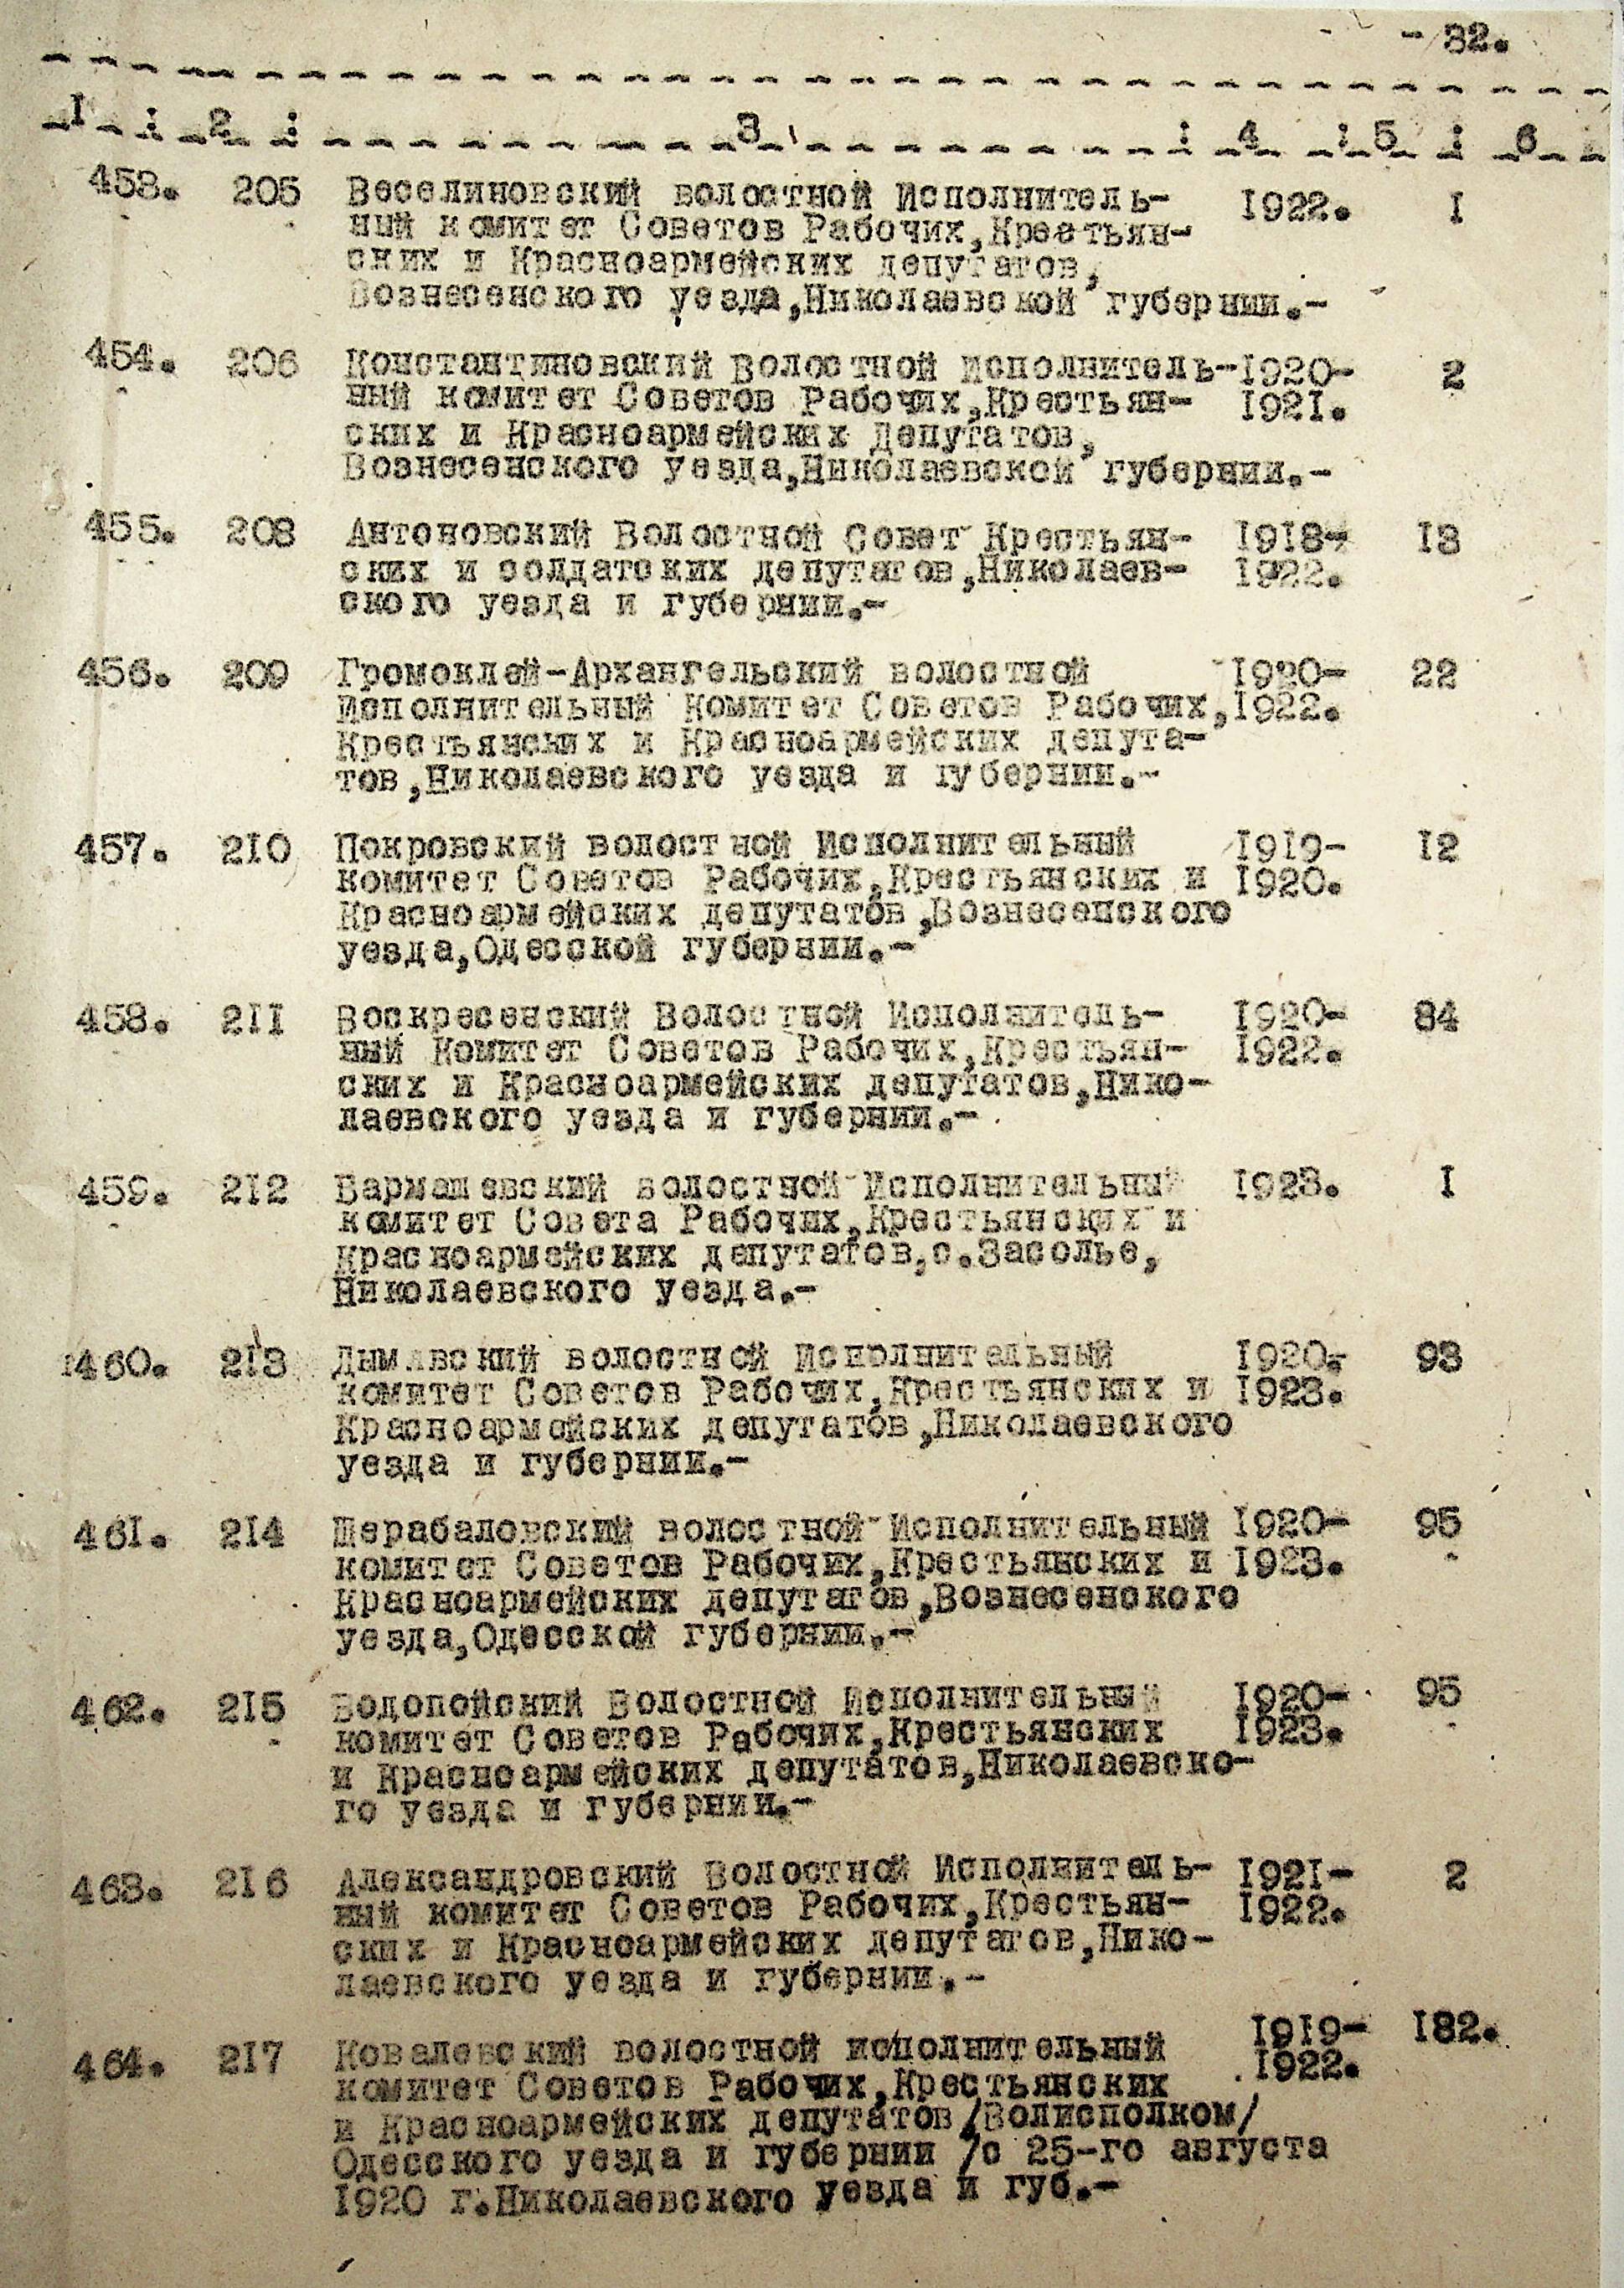 - 32.
1 : 2 : 3 : 4 : 5 : 6
453. 205 Веселиновский волостной Исполнитель- 1922. 1
ный комитет Советов Рабочих,Крестьян-
ских и Красноармейских депутатов,
Вознесенского уезда,Николаевской губернии.-
454. 206 Константиновский Волостной Исполнитель- 1920- 2
ный комитет Советов Рабочих,Крестьян- 1921.
ских и Красноармейских Депутатов,
Вознесенского уезда,Николаевской губернии.-
455. 208 Антоновский Волостной Совет Крестьян- 1918- 13
ских и солдатских депутатов,Николаев- 1922.
ского уезда и губернии.-
456. 209 Громоклей-Архангельский волостной 1920- 22
Исполнительный Комитет Советов Рабочих, 1922.
Крестьянских и Красноармейских депута-
тов,Николаевского уезда и губернии.-
457. 210 Покровский волостной Исполнительный 1919- 12
комитет Советов Рабочих,Крестьянских и 1920.
Красноармейских депутатов,Вознесенского
уезда,Одесской губернии.-
458. 211 Воскресенский Волостной Исполнитель- 1920- 84
ный Комитет Советов Рабочих,Крестьян- 1922.
ских и Красноармейских депутатов,Нико-
лаевского уезда и губернии.-
459. 212 Бармашевский волостной Исполнительный 1923. 1
комитет Совета Рабочих,Крестьянских и
Красноармейских депутатов,с.Засолье,
Николаевского уезда.-
460. 213 Дымовский волостной Исполнительный 1920.- 93
комитет Советов Рабочих,Крестьянских и 1923.
Красноармейских депутатов,Николаевского
уезда и губернии.-
461. 214 Щербаловский волостной Исполнительный 1920- 95
комитет Советов Рабочих,Крестьянских и 1923.
Красноармейских депутатов,Вознесенского
уезда,Одесской губернии.-
462. 215 Водопойский Волостной Исполнительный 1920- 95
комитет Советов Рабочих,Крестьянских 1923.
и Красноармейских депутатов,Николаевско-
го уезда и губернии.-
463. 216 Александровский Волостной Исполнитель- 1921- 2
ный комитет Советов Рабочих,Крестьян- 1922.
ских и Красноармейских депутатов,Нико-
лаевского уезда и губернии.-
464. 217 Ковалевский волостной исполнительный 1919- 182.
комитет Советов Рабочих,Крестьянских 1922.
и Красноармейских депутатов/Волисполком/
Одесского уезда и губернии /с 25-го августа
1920 г.Николаевского уезда и губ.-